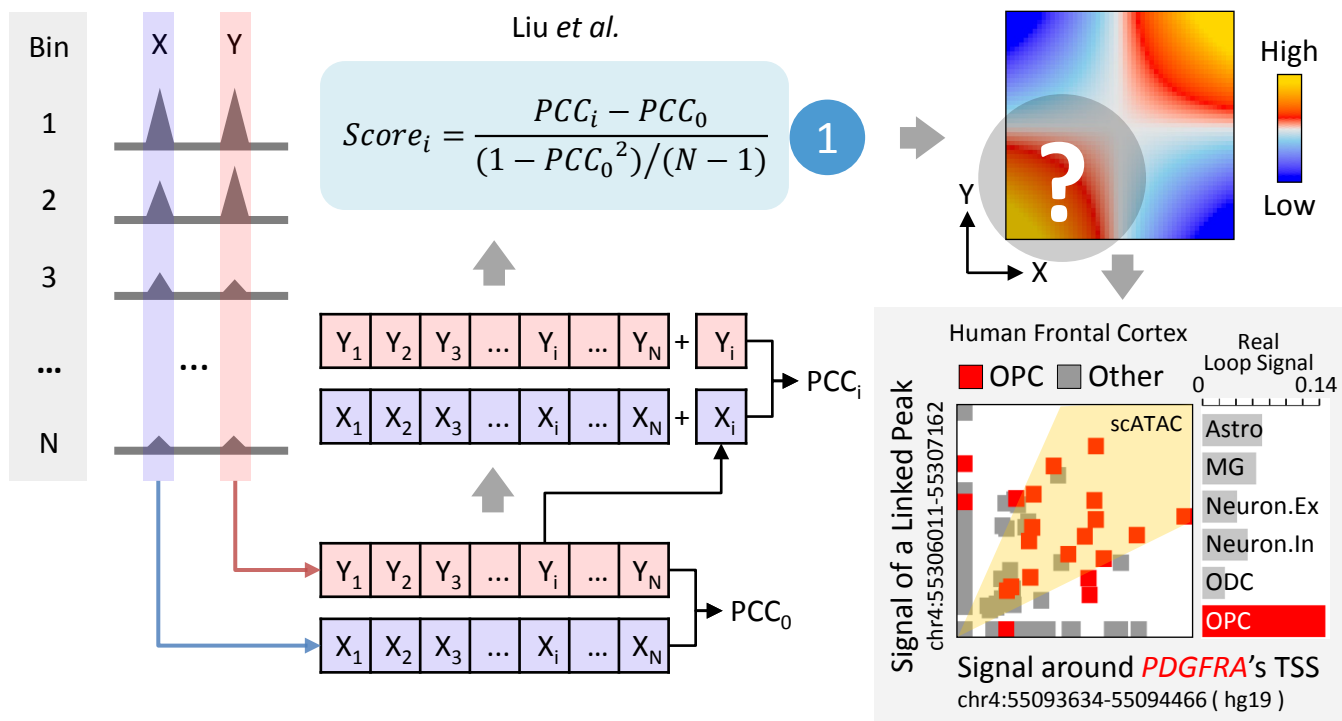 Bin
X
Y
1
2
3
...
...
N
Liu et al.
Score_i = (PCC_i − PCC_0) / ((1 − PCC_0^2)/(N − 1))
1
High
Low
?
Y
X
Y_1 Y_2 Y_3 ... Y_i ... Y_N + Y_i
X_1 X_2 X_3 ... X_i ... X_N + X_i
PCC_i
Y_1 Y_2 Y_3 ... Y_i ... Y_N
X_1 X_2 X_3 ... X_i ... X_N
PCC_0
Human Frontal Cortex
OPC
Other
scATAC
Signal of a Linked Peak
chr4:55306011-55307162
Signal around PDGFRA's TSS
chr4:55093634-55094466 ( hg19 )
Real
Loop Signal
0
0.14
Astro
MG
Neuron.Ex
Neuron.In
ODC
OPC